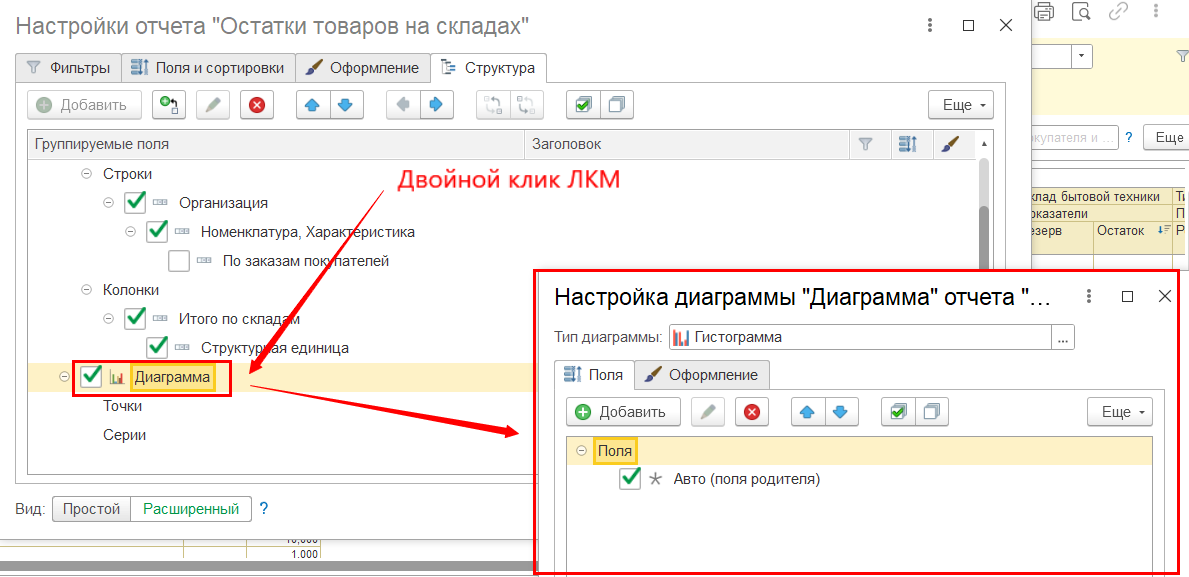 Настройки отчета "Остатки товаров на складах"
Фильтры Поля и сортировки Оформление Структура
Добавить Еще
Группируемые поля Заголовок
Строки
Двойной клик ЛКМ
Организация
Номенклатура, Характеристика
По заказам покупателей
Колонки
Итого по складам
Структурная единица
Диаграмма
Точки
Серии
Вид: Простой Расширенный ?
1.000
окупателя и ... ? Еще
клад бытовой техники
оказатели
езерв Остаток
Настройка диаграммы "Диаграмма" отчета "...
Тип диаграммы: Гистограмма ...
Поля Оформление
Добавить Еще
Поля
Авто (поля родителя)